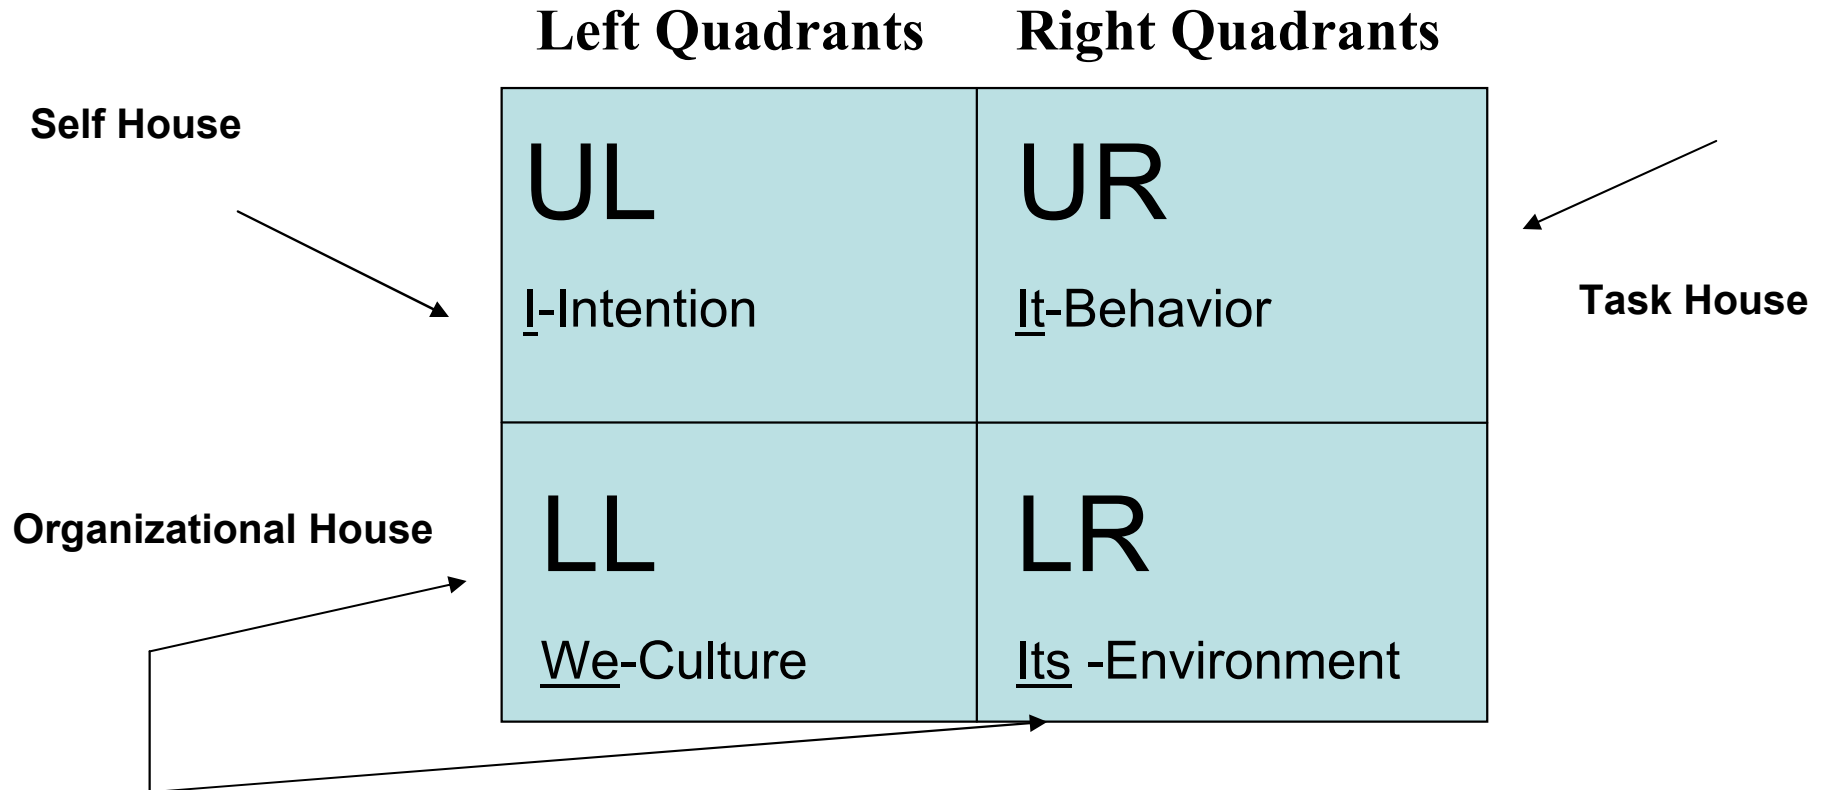 Left Quadrants Right Quadrants
Self House
UL UR
I-Intention It-Behavior
Task House
Organizational House
LL LR
We-Culture Its -Environment